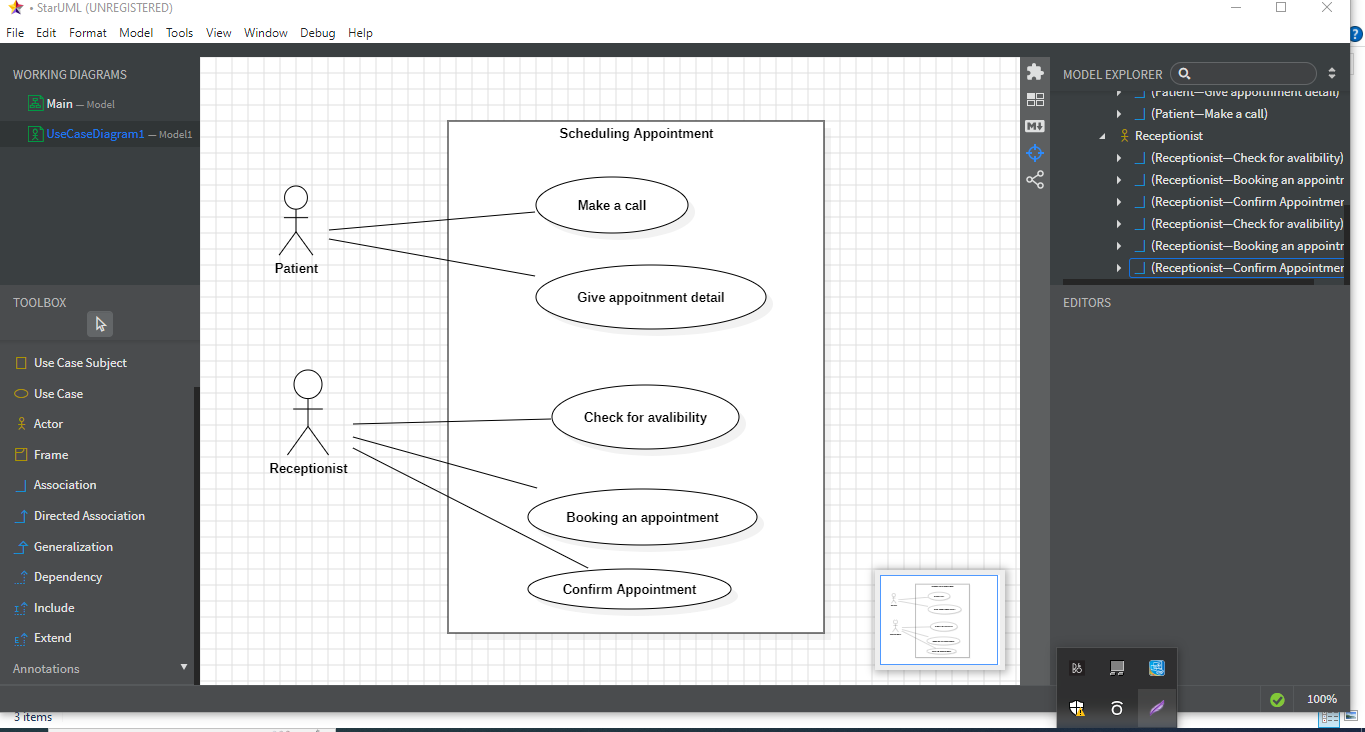 • StarUML (UNREGISTERED)
File Edit Format Model Tools View Window Debug Help
WORKING DIAGRAMS
Main — Model
UseCaseDiagram1 — Model1
TOOLBOX
Use Case Subject
Use Case
Actor
Frame
Association
Directed Association
Generalization
Dependency
Include
Extend
Annotations
Scheduling Appointment
Make a call
Patient
Give appoitnment detail
Check for avalibility
Receptionist
Booking an appointment
Confirm Appointment
MODEL EXPLORER
(Patient—Give appoitnment detail)
(Patient—Make a call)
Receptionist
(Receptionist—Check for avalibility)
(Receptionist—Booking an appointr
(Receptionist—Confirm Appointmer
(Receptionist—Check for avalibility)
(Receptionist—Booking an appointr
(Receptionist—Confirm Appointmer
EDITORS
100%
3 items